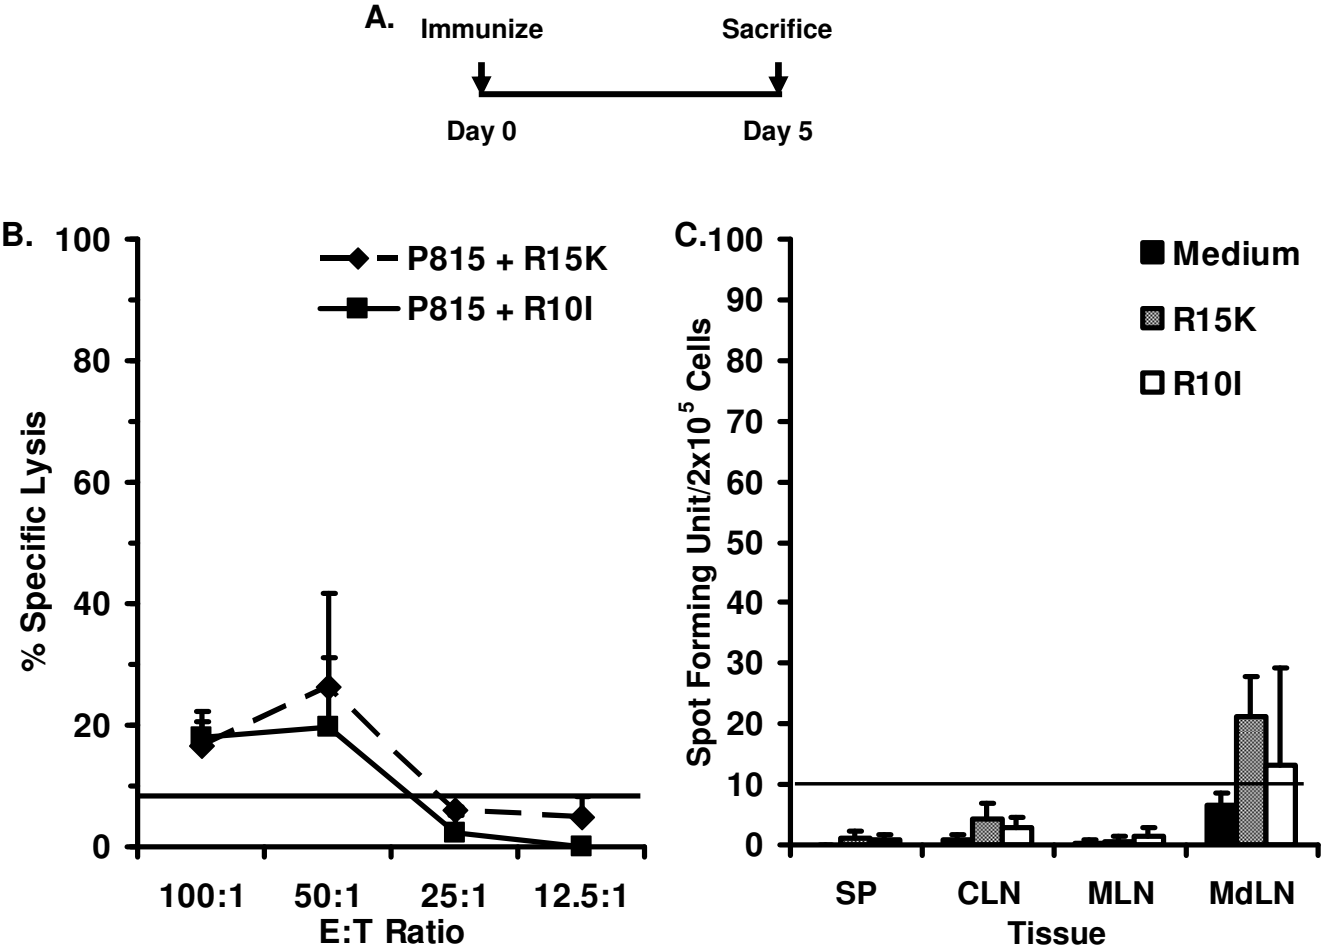 A.
Immunize
Sacrifice
Day 0
Day 5
B.
100
80
60
40
20
0
% Specific Lysis
P815 + R15K
P815 + R10I
100:1
50:1
25:1
12.5:1
E:T Ratio
C.
100
90
80
70
60
50
40
30
20
10
0
Spot Forming Unit/2x10⁵ Cells
Medium
R15K
R10I
SP
CLN
MLN
MdLN
Tissue